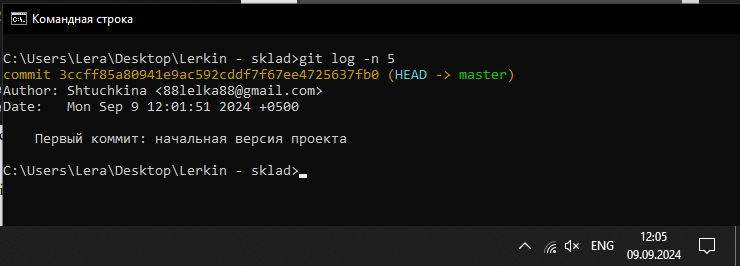 Командная строка
C:\Users\Lera\Desktop\Lerkin - sklad>git log -n 5
commit 3ccff85a80941e9ac592cddf7f67ee4725637fb0 (HEAD -> master)
Author: Shtuchkina <88lelka88@gmail.com>
Date:   Mon Sep 9 12:01:51 2024 +0500
Первый коммит: начальная версия проекта
C:\Users\Lera\Desktop\Lerkin - sklad>
ENG
12:05
09.09.2024